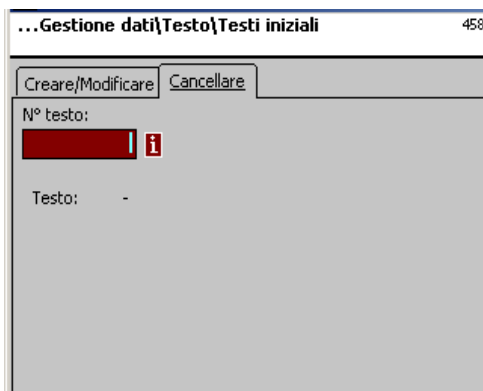 ...Gestione dati\Testo\Testi iniziali 458
Creare/Modificare Cancellare
N° testo:
i
Testo: -